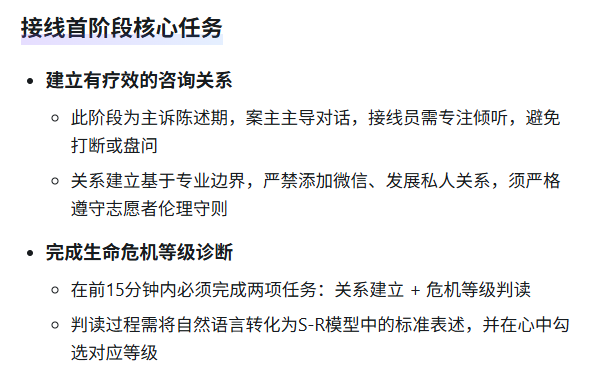 接线首阶段核心任务
• 建立有疗效的咨询关系
◦ 此阶段为主诉陈述期，案主主导对话，接线员需专注倾听，避免
打断或盘问
◦ 关系建立基于专业边界，严禁添加微信、发展私人关系，须严格
遵守志愿者伦理守则
• 完成生命危机等级诊断
◦ 在前15分钟内必须完成两项任务：关系建立 + 危机等级判读
◦ 判读过程需将自然语言转化为S-R模型中的标准表述，并在心中勾
选对应等级